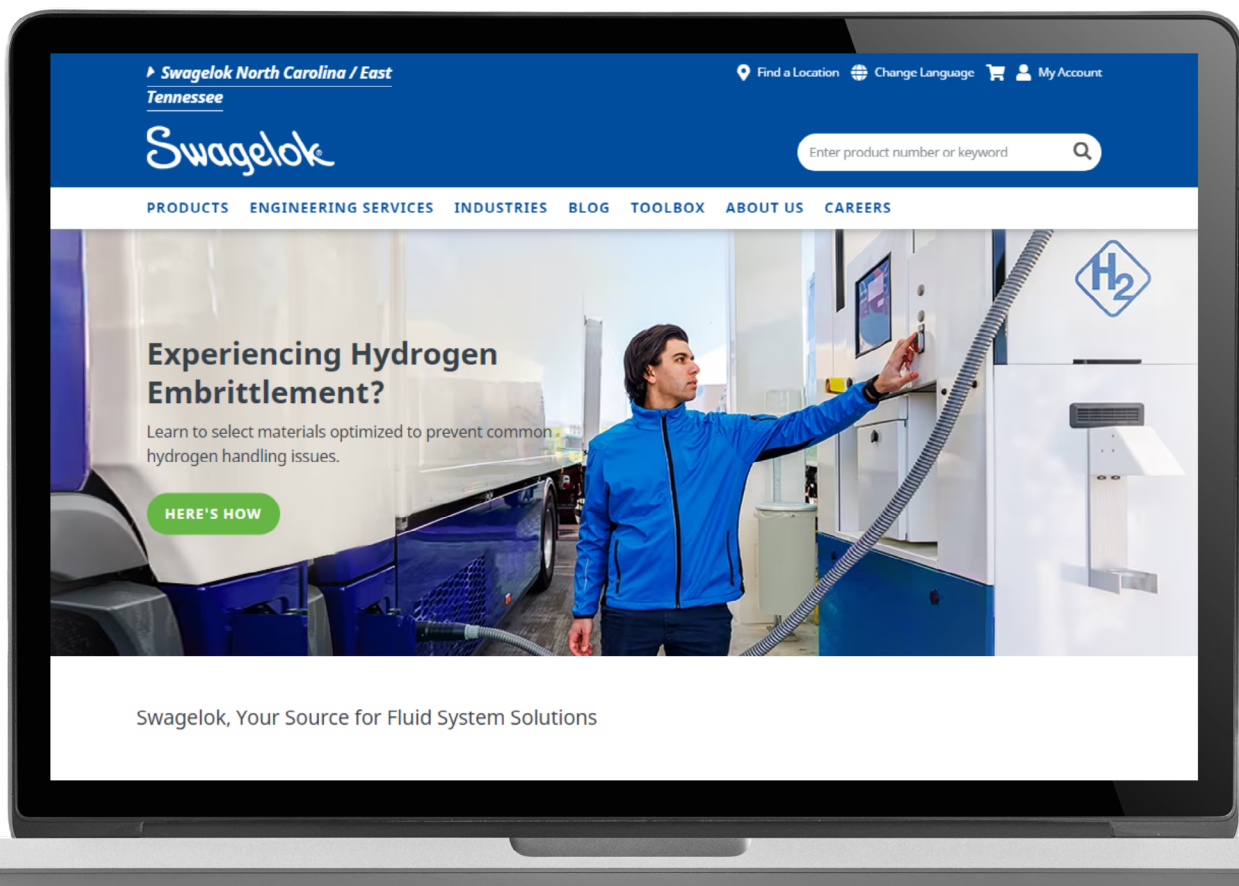 Swagelok North Carolina / East
Tennessee
Find a Location
Change Language
My Account
Swagelok
Enter product number or keyword
PRODUCTS ENGINEERING SERVICES INDUSTRIES BLOG TOOLBOX ABOUT US CAREERS
H2
Experiencing Hydrogen
Embrittlement?
Learn to select materials optimized to prevent common
hydrogen handling issues.
HERE'S HOW
Swagelok, Your Source for Fluid System Solutions